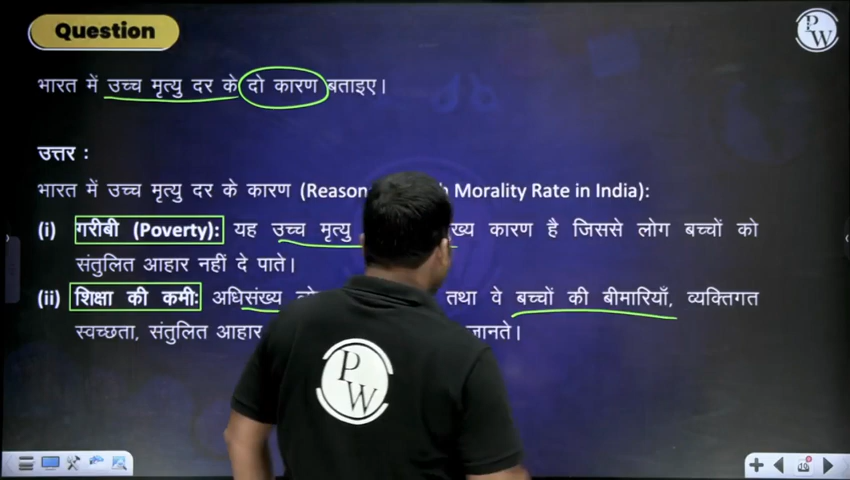 Question
PW
भारत में उच्च मृत्यु दर के दो कारण बताइए।
उत्तर :
भारत में उच्च मृत्यु दर के कारण (Reason h Morality Rate in India):
(i) गरीबी (Poverty): यह उच्च मृत्यु कारण है जिससे लोग बच्चों को
संतुलित आहार नहीं दे पाते।
(ii) शिक्षा की कमी: अधिसंख्य तथा वे बच्चों की बीमारियाँ, व्यक्तिगत
स्वच्छता, संतुलित आहार जानते।
PW